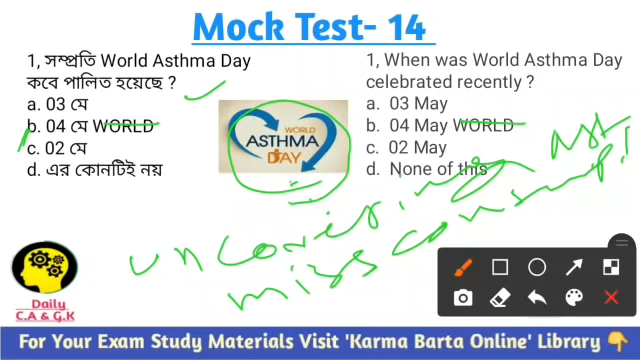 Mock Test- 14
1, সম্প্রতি World Asthma Day
কবে পালিত হয়েছে ?
a. 03 মে
b. 04 মে WORLD
c. 02 মে
d. এর কোনটিই নয়
WORLD
ASTHMA
DAY
1, When was World Asthma Day
celebrated recently ?
a. 03 May
b. 04 May WORLD
c. 02 May
d. None of this
uncovering
Daily
C.A & G.K
For Your Exam Study Materials Visit 'Karma Barta Online' Library 👇